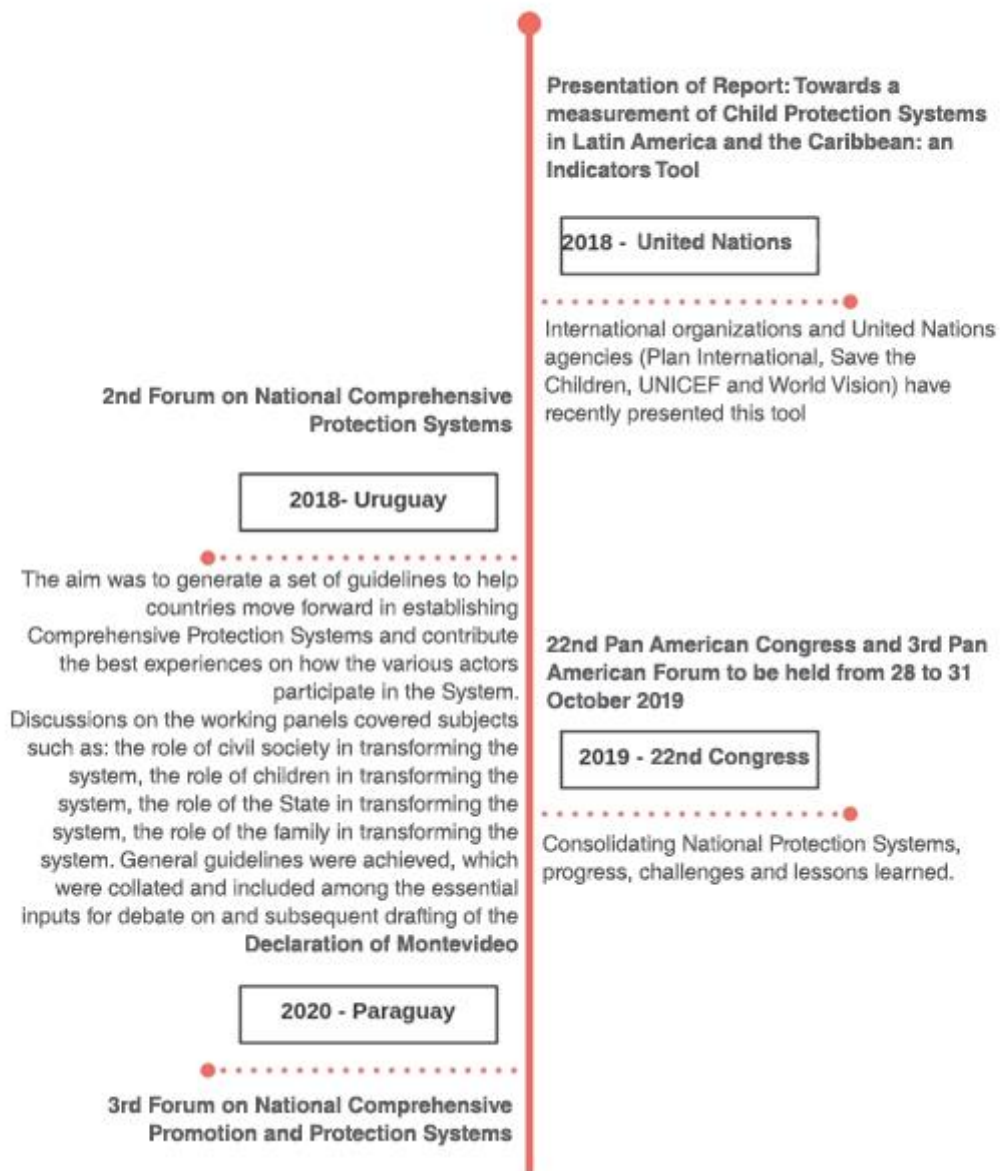 Presentation of Report: Towards a
measurement of Child Protection Systems
in Latin America and the Caribbean: an
Indicators Tool
2018 - United Nations
International organizations and United Nations
agencies (Plan International, Save the
Children, UNICEF and World Vision) have
recently presented this tool
2nd Forum on National Comprehensive
Protection Systems
2018- Uruguay
The aim was to generate a set of guidelines to help
countries move forward in establishing
Comprehensive Protection Systems and contribute
the best experiences on how the various actors
participate in the System.
Discussions on the working panels covered subjects
such as: the role of civil society in transforming the
system, the role of children in transforming the
system, the role of the State in transforming the
system, the role of the family in transforming the
system. General guidelines were achieved, which
were collated and included among the essential
inputs for debate on and subsequent drafting of the
Declaration of Montevideo
22nd Pan American Congress and 3rd Pan
American Forum to be held from 28 to 31
October 2019
2019 - 22nd Congress
Consolidating National Protection Systems,
progress, challenges and lessons learned.
2020 - Paraguay
3rd Forum on National Comprehensive
Promotion and Protection Systems